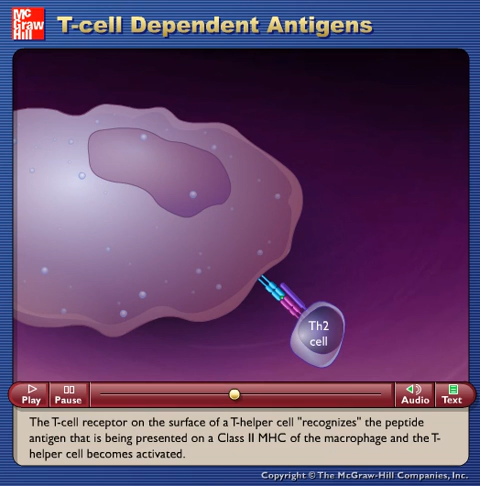 Mc
Graw
Hill
T-cell Dependent Antigens
Th2
cell
Play
Pause
Audio
Text
The T-cell receptor on the surface of a T-helper cell "recognizes" the peptide
antigen that is being presented on a Class II MHC of the macrophage and the T-
helper cell becomes activated.
Copyright © The McGraw-Hill Companies, Inc.